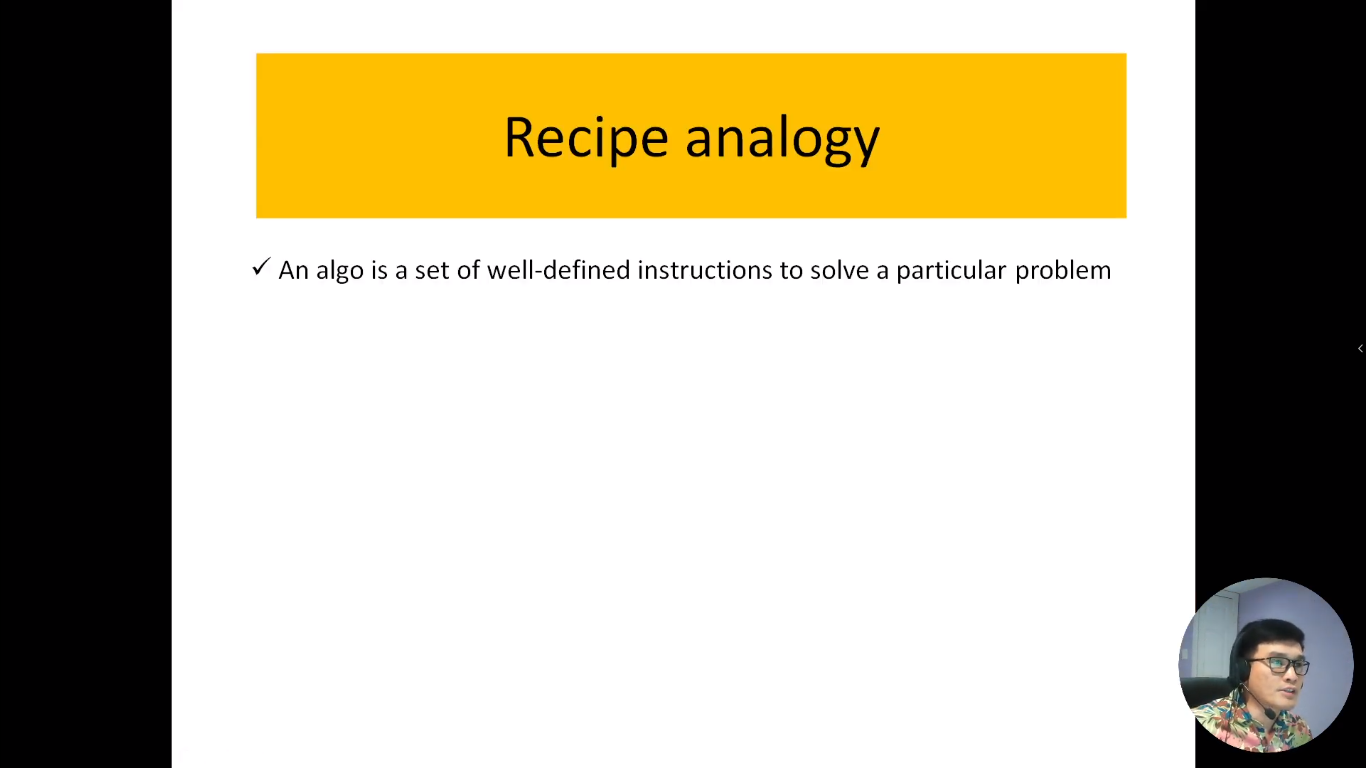 Recipe analogy
✓ An algo is a set of well-defined instructions to solve a particular problem